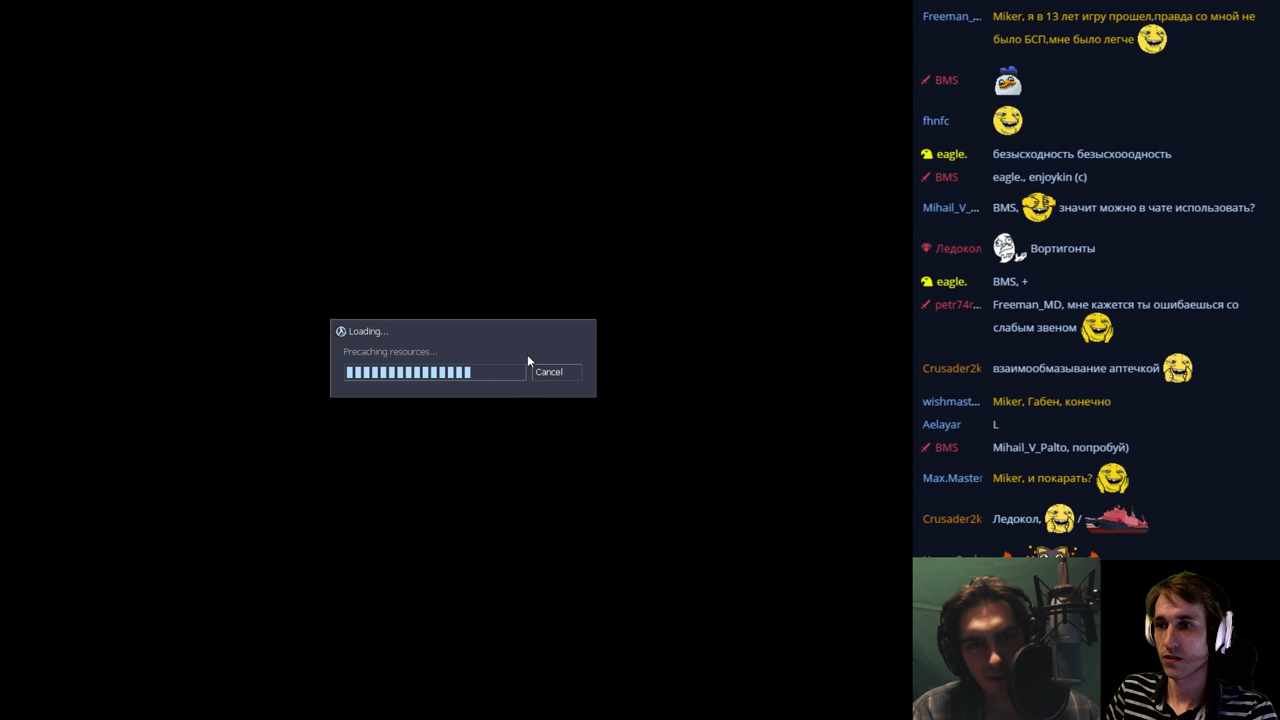 Loading...
Precaching resources...
Cancel
Freeman_... Miker, я в 13 лет игру прошел,правда со мной не
было БСП,мне было легче
BMS
fhnfc
eagle. безысходность безысхооодность
BMS eagle., enjoykin (c)
Mihail_V_... BMS, значит можно в чате использовать?
Ледокол Вортигонты
eagle. BMS, +
petr74r... Freeman_MD, мне кажется ты ошибаешься со
слабым звеном
Crusader2k взаимообмазывание аптечкой
wishmast... Miker, Габен, конечно
Aelayar L
BMS Mihail_V_Palto, попробуй)
Max.Master Miker, и покарать?
Crusader2k Ледокол, /